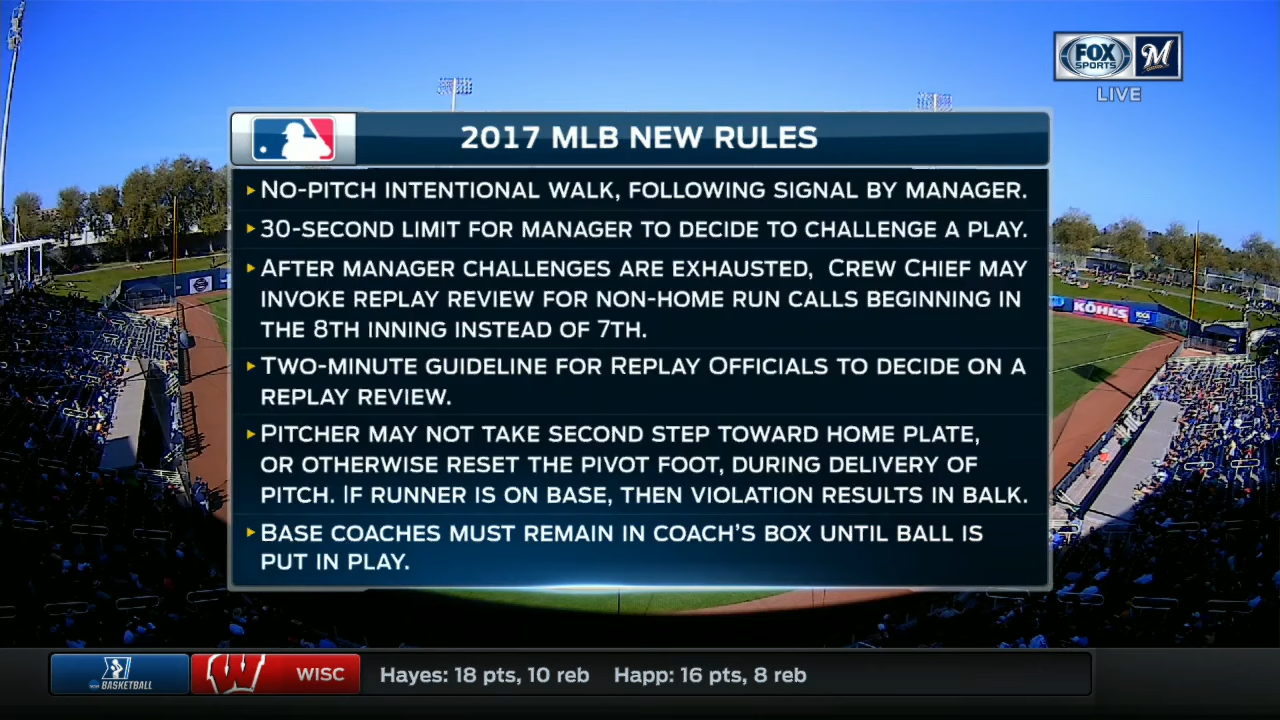 FOX
SPORTS
M
LIVE
2017 MLB NEW RULES
NO-PITCH INTENTIONAL WALK, FOLLOWING SIGNAL BY MANAGER.
30-SECOND LIMIT FOR MANAGER TO DECIDE TO CHALLENGE A PLAY.
AFTER MANAGER CHALLENGES ARE EXHAUSTED, CREW CHIEF MAY
INVOKE REPLAY REVIEW FOR NON-HOME RUN CALLS BEGINNING IN
THE 8TH INNING INSTEAD OF 7TH.
TWO-MINUTE GUIDELINE FOR REPLAY OFFICIALS TO DECIDE ON A
REPLAY REVIEW.
PITCHER MAY NOT TAKE SECOND STEP TOWARD HOME PLATE,
OR OTHERWISE RESET THE PIVOT FOOT, DURING DELIVERY OF
PITCH. IF RUNNER IS ON BASE, THEN VIOLATION RESULTS IN BALK.
BASE COACHES MUST REMAIN IN COACH'S BOX UNTIL BALL IS
PUT IN PLAY.
KOHL'S
BASKETBALL
W WISC Hayes: 18 pts, 10 reb Happ: 16 pts, 8 reb